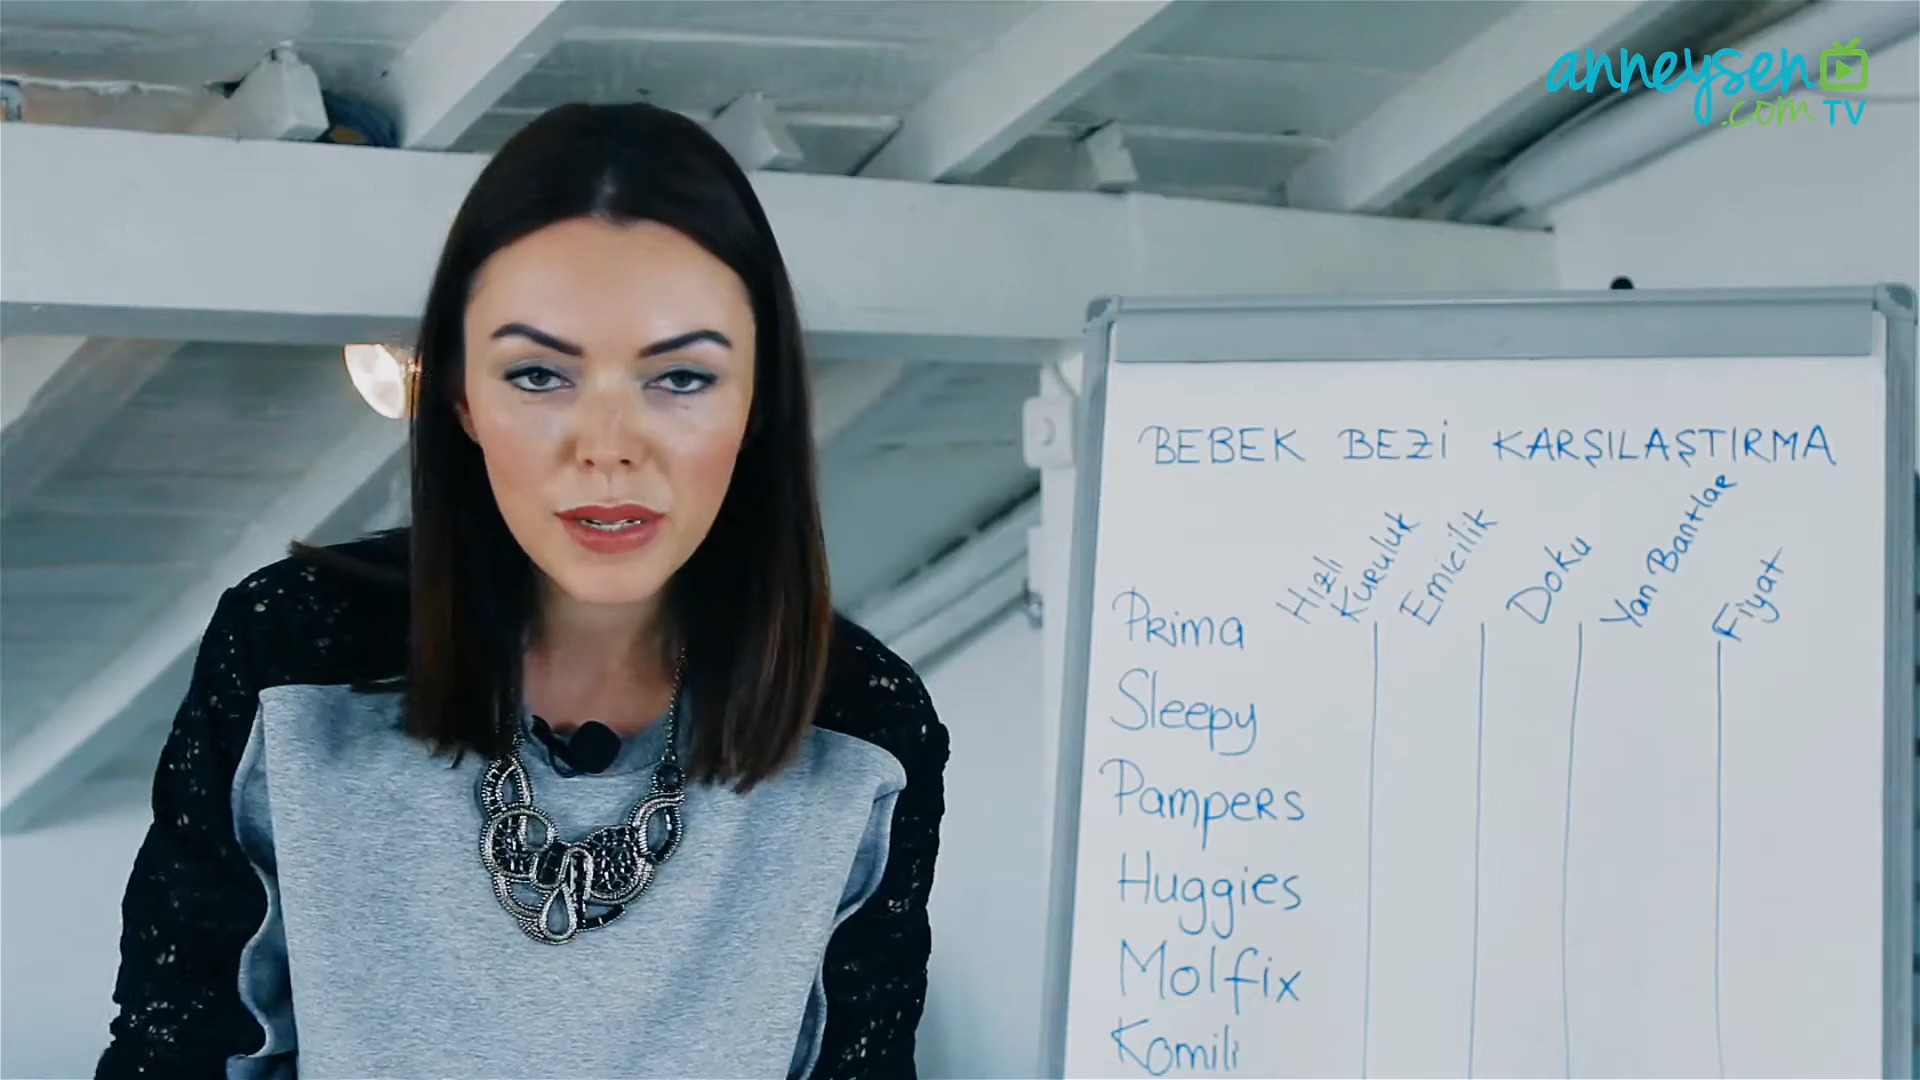 anneysen
.com TV
BEBEK BEZİ KARŞILAŞTIRMA
Hızlı Kuruluk
Emicilik
Doku
Yan Bantlar
Fiyat
Prima
Sleepy
Pampers
Huggies
Molfix
Komili